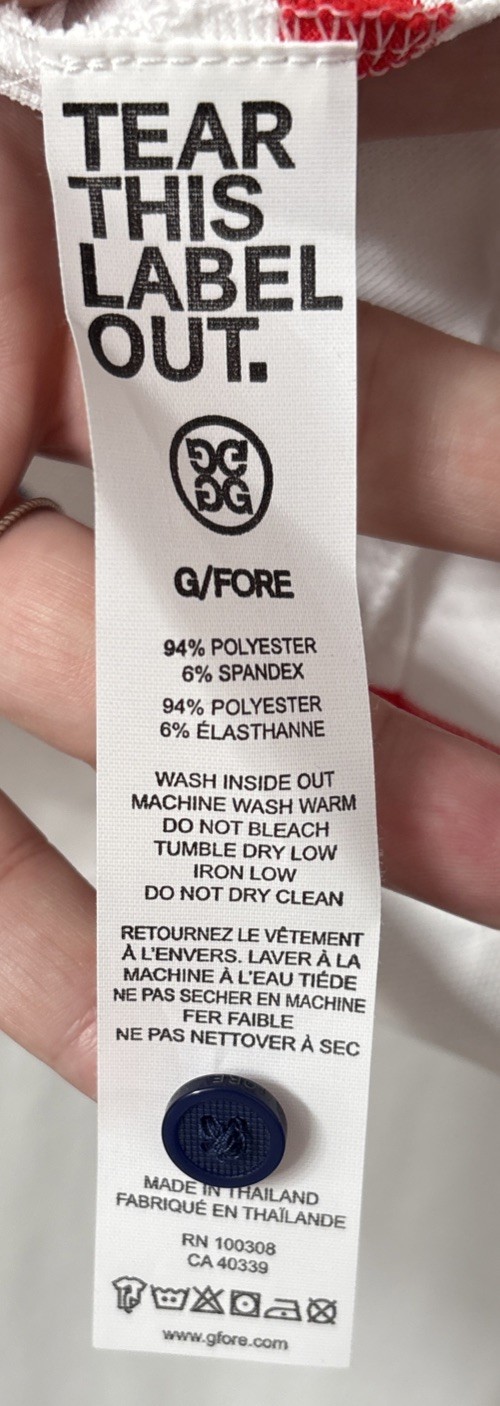 TEAR
THIS
LABEL
OUT.
G/FORE
94% POLYESTER
6% SPANDEX
94% POLYESTER
6% ÉLASTHANNE
WASH INSIDE OUT
MACHINE WASH WARM
DO NOT BLEACH
TUMBLE DRY LOW
IRON LOW
DO NOT DRY CLEAN
RETOURNEZ LE VÊTEMENT
À L'ENVERS. LAVER À LA
MACHINE À L'EAU TIÉDE
NE PAS SECHER EN MACHINE
FER FAIBLE
NE PAS NETTOVER À SEC
MADE IN THAILAND
FABRIQUÉ EN THAÏLANDE
RN 100308
CA 40339
www.gfore.com